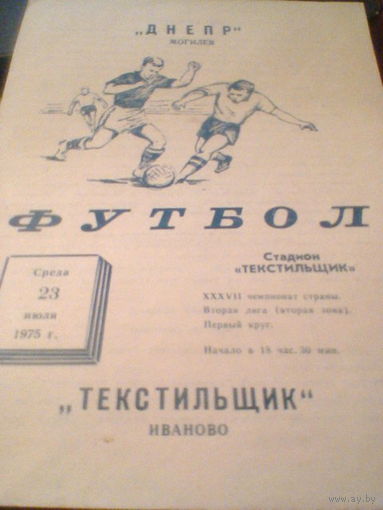 „ДНЕПР"
МОГИЛЕВ
ФУТБОЛ
Среда
23
июля
1975 г.
Стадион
«ТЕКСТИЛЬЩИК»
XXXVII чемпионат страны.
Вторая лига (вторая зона).
Первый круг.
Начало в 18 час. 30 мин.
„ТЕКСТИЛЬЩИК"
ИВАНОВО
https://www.ay.by/